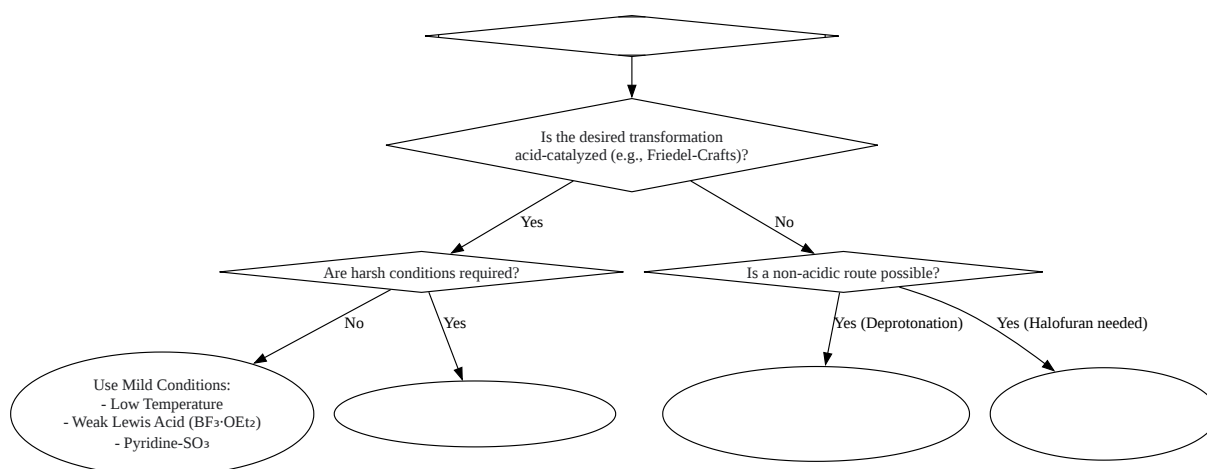 Is the desired transformation
acid-catalyzed (e.g., Friedel-Crafts)?
Yes
No
Are harsh conditions required?
Is a non-acidic route possible?
No
Yes
Yes (Deprotonation)
Yes (Halofuran needed)
Use Mild Conditions:
- Low Temperature
- Weak Lewis Acid (BF₃·OEt₂)
- Pyridine-SO₃